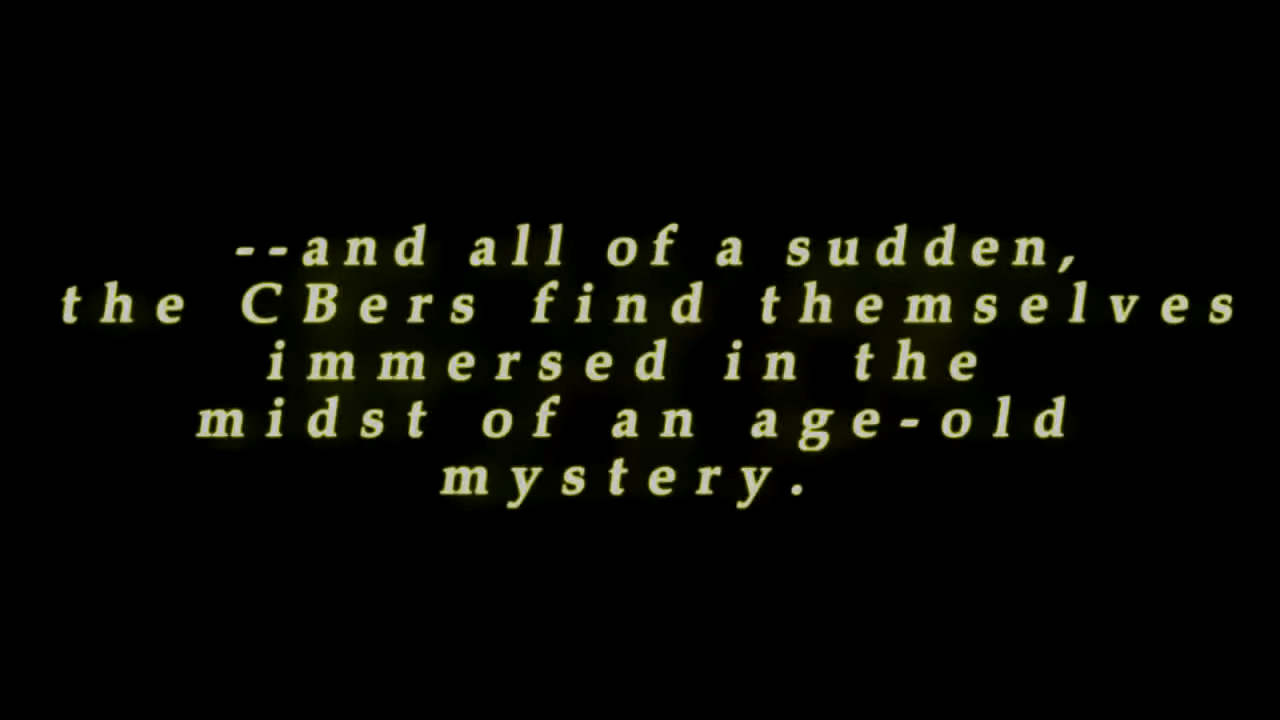 --and all of a sudden,
the CBers find themselves
immersed in the
midst of an age-old
mystery.